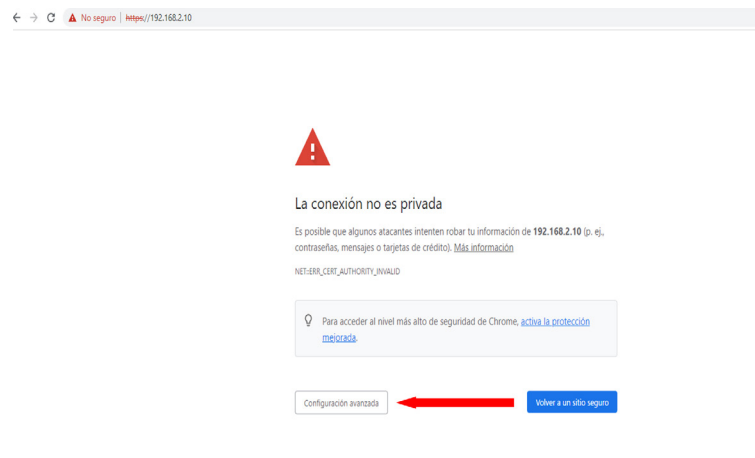 No seguro | https://192.168.2.10
La conexión no es privada
Es posible que algunos atacantes intenten robar tu información de 192.168.2.10 (p. ej.,
contraseñas, mensajes o tarjetas de crédito). Más información
NET::ERR_CERT_AUTHORITY_INVALID
Para acceder al nivel más alto de seguridad de Chrome, activa la protección
mejorada.
Configuración avanzada
Volver a un sitio seguro